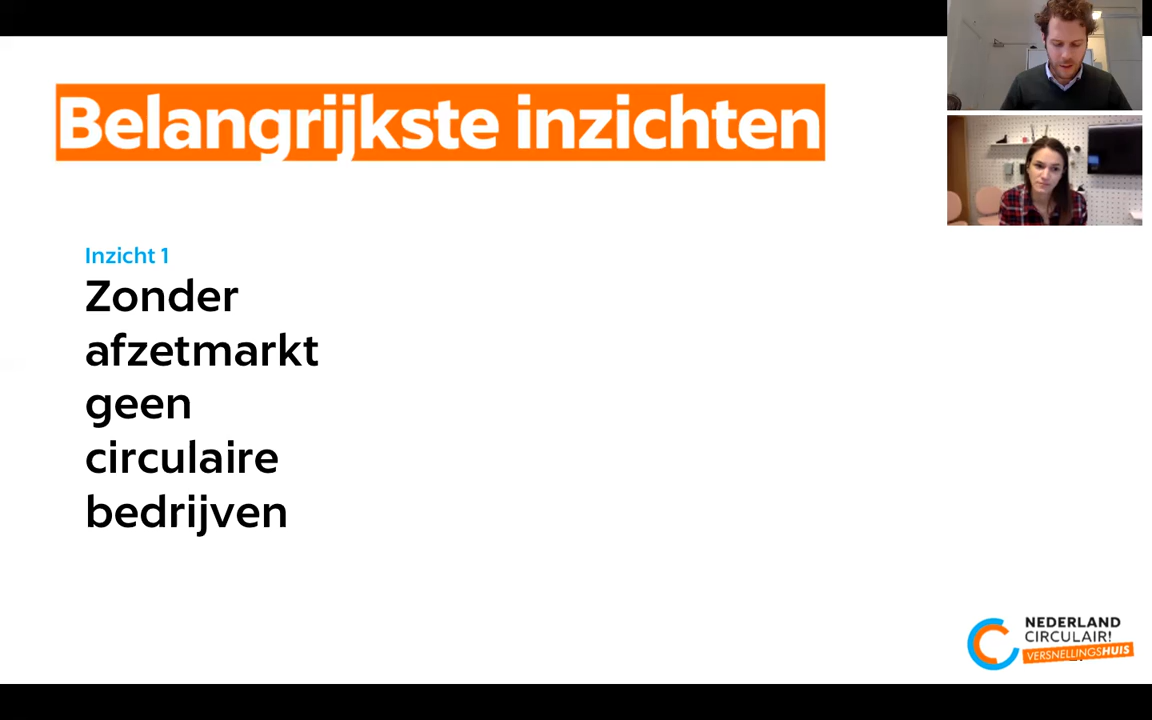 Belangrijkste inzichten
Inzicht 1
Zonder
afzetmarkt
geen
circulaire
bedrijven
NEDERLAND
CIRCULAIR!
VERSNELLINGSHUIS